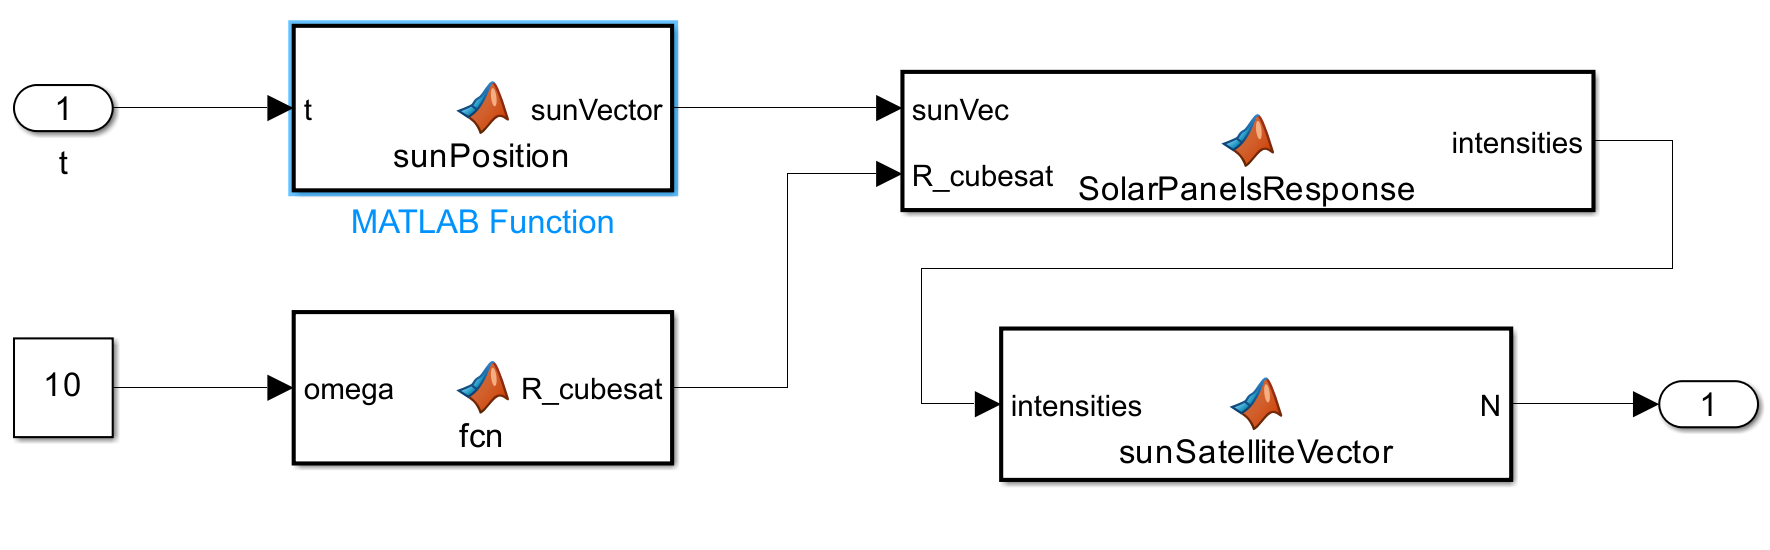 1
t
t
sunVector
sunPosition
MATLAB Function
10
omega
R_cubesat
fcn
sunVec
R_cubesat
intensities
SolarPanelsResponse
intensities
N
sunSatelliteVector
1